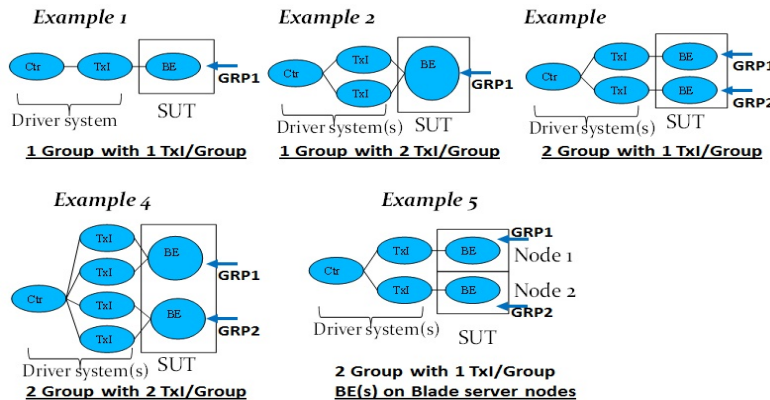 Example 1
Ctr
TxI
BE
GRP1
Driver system
SUT
1 Group with 1 TxI/Group
Example 2
Ctr
TxI
TxI
BE
GRP1
Driver system(s)
SUT
1 Group with 2 TxI/Group
Example
Ctr
TxI
BE
GRP1
TxI
BE
GRP2
Driver system(s)
SUT
2 Group with 1 TxI/Group
Example 4
Ctr
TxI
TxI
TxI
TxI
BE
GRP1
BE
GRP2
Driver system(s)
SUT
2 Group with 2 TxI/Group
Example 5
Ctr
TxI
BE
GRP1
Node 1
TxI
BE
Node 2
GRP2
Driver system(s)
SUT
2 Group with 1 TxI/Group
BE(s) on Blade server nodes